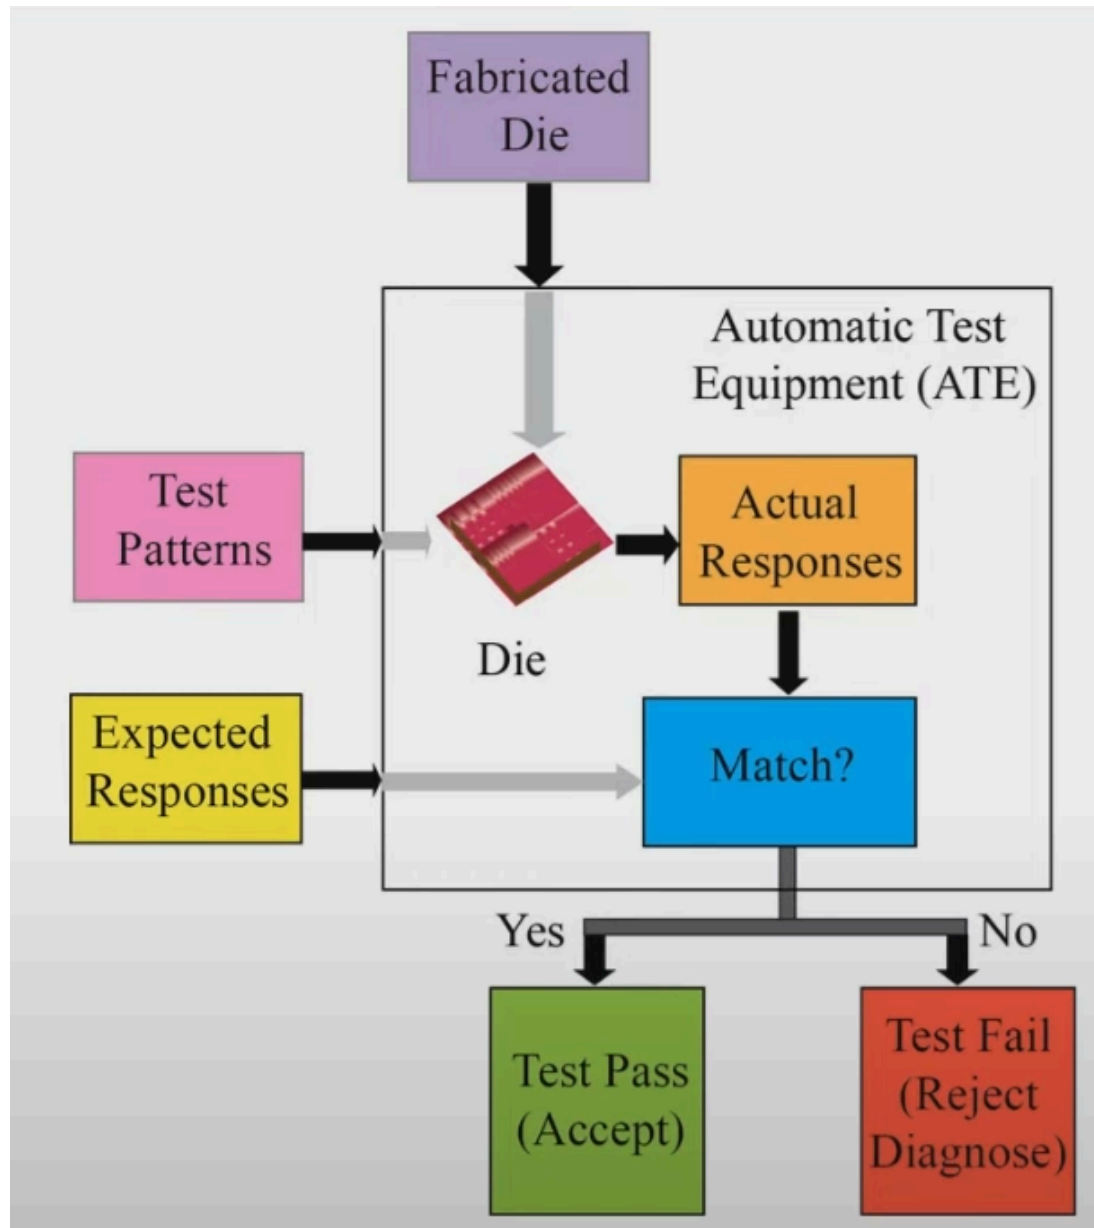 Fabricated
Die
Automatic Test
Equipment (ATE)
Test
Patterns
Actual
Responses
Die
Expected
Responses
Match?
Yes
No
Test Pass
(Accept)
Test Fail
(Reject
Diagnose)